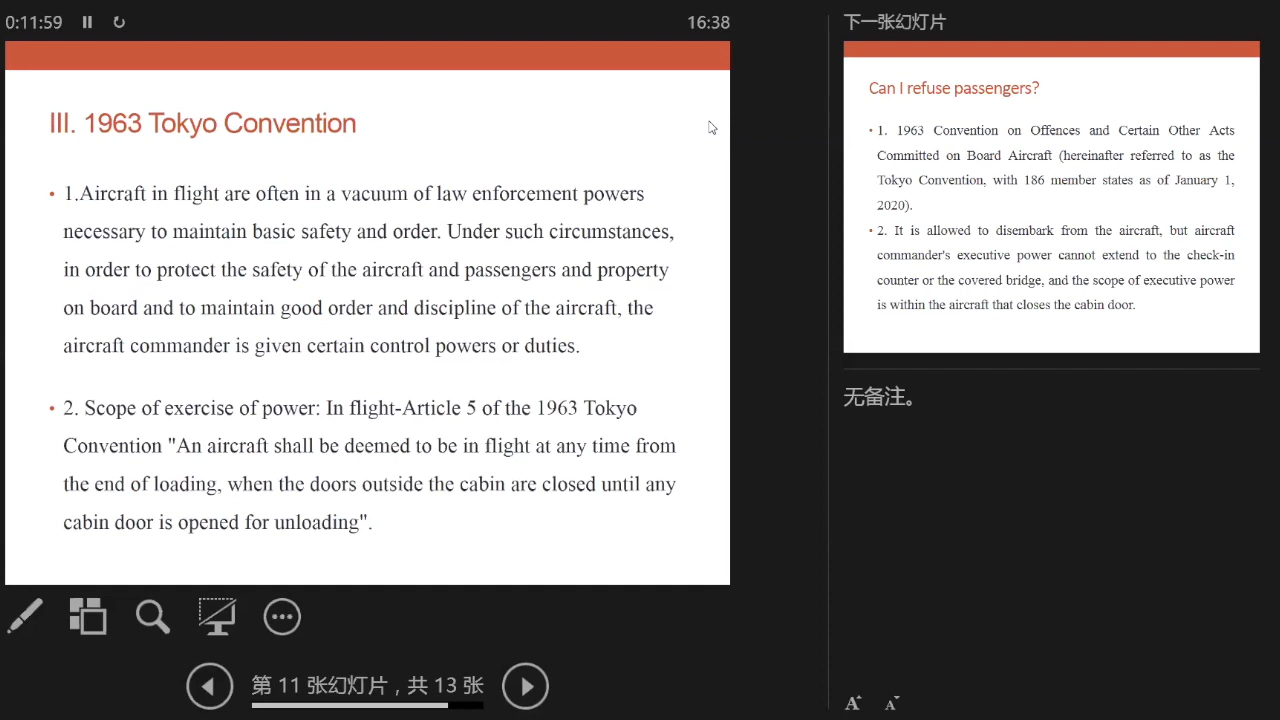 0:11:59
16:38
III. 1963 Tokyo Convention
• 1.Aircraft in flight are often in a vacuum of law enforcement powers
necessary to maintain basic safety and order. Under such circumstances,
in order to protect the safety of the aircraft and passengers and property
on board and to maintain good order and discipline of the aircraft, the
aircraft commander is given certain control powers or duties.
• 2. Scope of exercise of power: In flight-Article 5 of the 1963 Tokyo
Convention "An aircraft shall be deemed to be in flight at any time from
the end of loading, when the doors outside the cabin are closed until any
cabin door is opened for unloading".
第 11 张幻灯片，共 13 张
下一张幻灯片
Can I refuse passengers?
• 1. 1963 Convention on Offences and Certain Other Acts
Committed on Board Aircraft (hereinafter referred to as the
Tokyo Convention, with 186 member states as of January 1,
2020).
• 2. It is allowed to disembark from the aircraft, but aircraft
commander's executive power cannot extend to the check-in
counter or the covered bridge, and the scope of executive power
is within the aircraft that closes the cabin door.
无备注。
A A